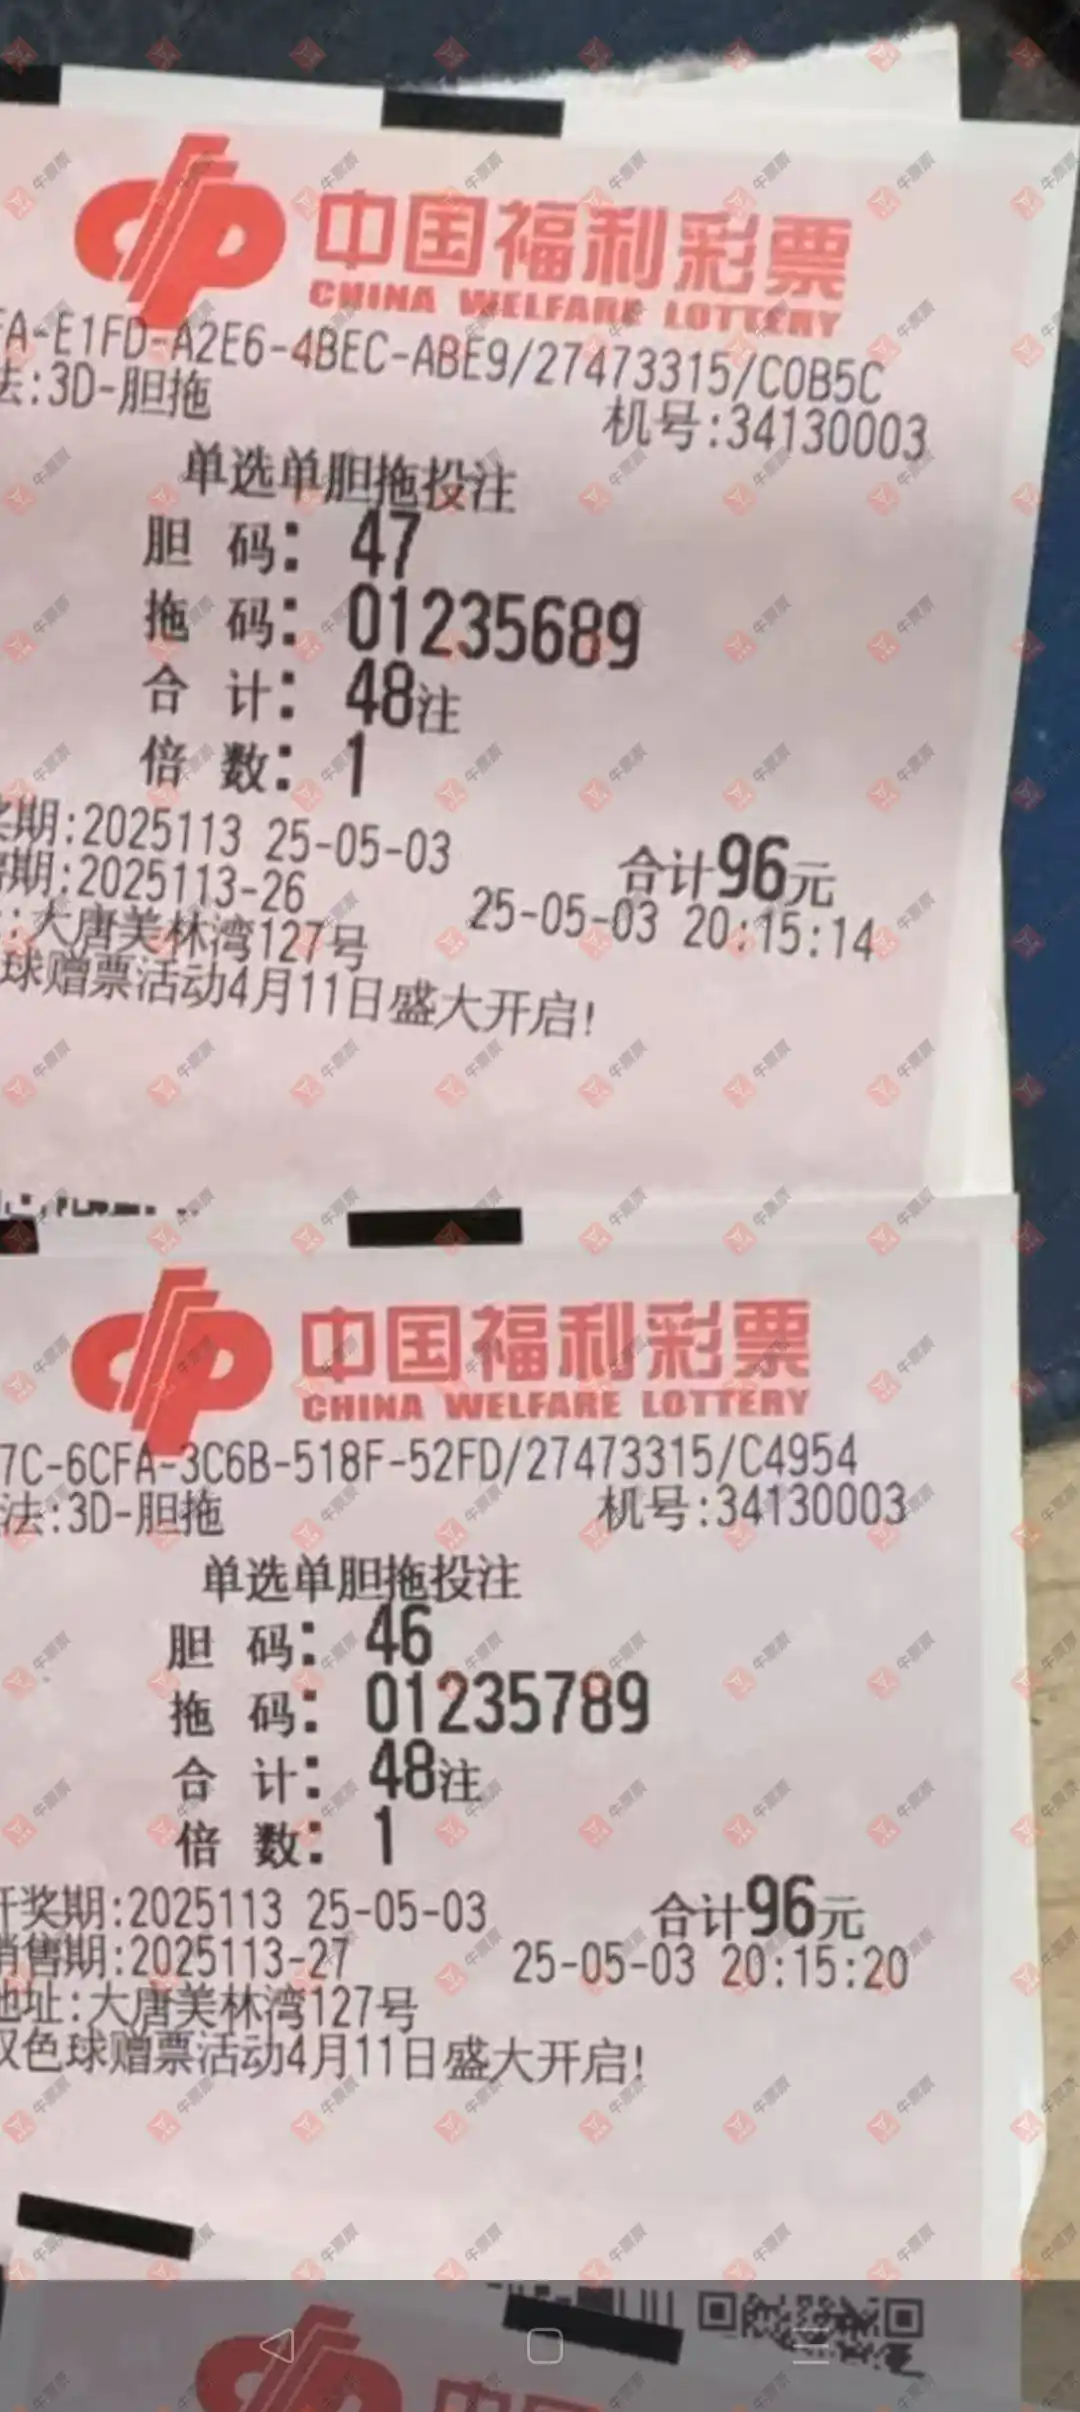 中国福利彩票
CHINA WELFARE LOTTERY
FA-E1FD-A2E6-4BEC-ABE9/27473315/C0B5C
法:3D-胆拖
机号:34130003
单选单胆拖投注
胆 码: 47
拖 码: 01235689
合 计: 48注
倍 数: 1
奖期:2025113 25-05-03
合计96元
售期:2025113-26
25-05-03 20:15:14
:大唐美林湾127号
球赠票活动4月11日盛大开启!
中国福利彩票
CHINA WELFARE LOTTERY
7C-6CFA-3C6B-518F-52FD/27473315/C4954
法:3D-胆拖
机号:34130003
单选单胆拖投注
胆 码: 46
拖 码: 01235789
合 计: 48注
倍 数: 1
开奖期:2025113 25-05-03
合计96元
销售期:2025113-27
25-05-03 20:15:20
地址:大唐美林湾127号
双色球赠票活动4月11日盛大开启!